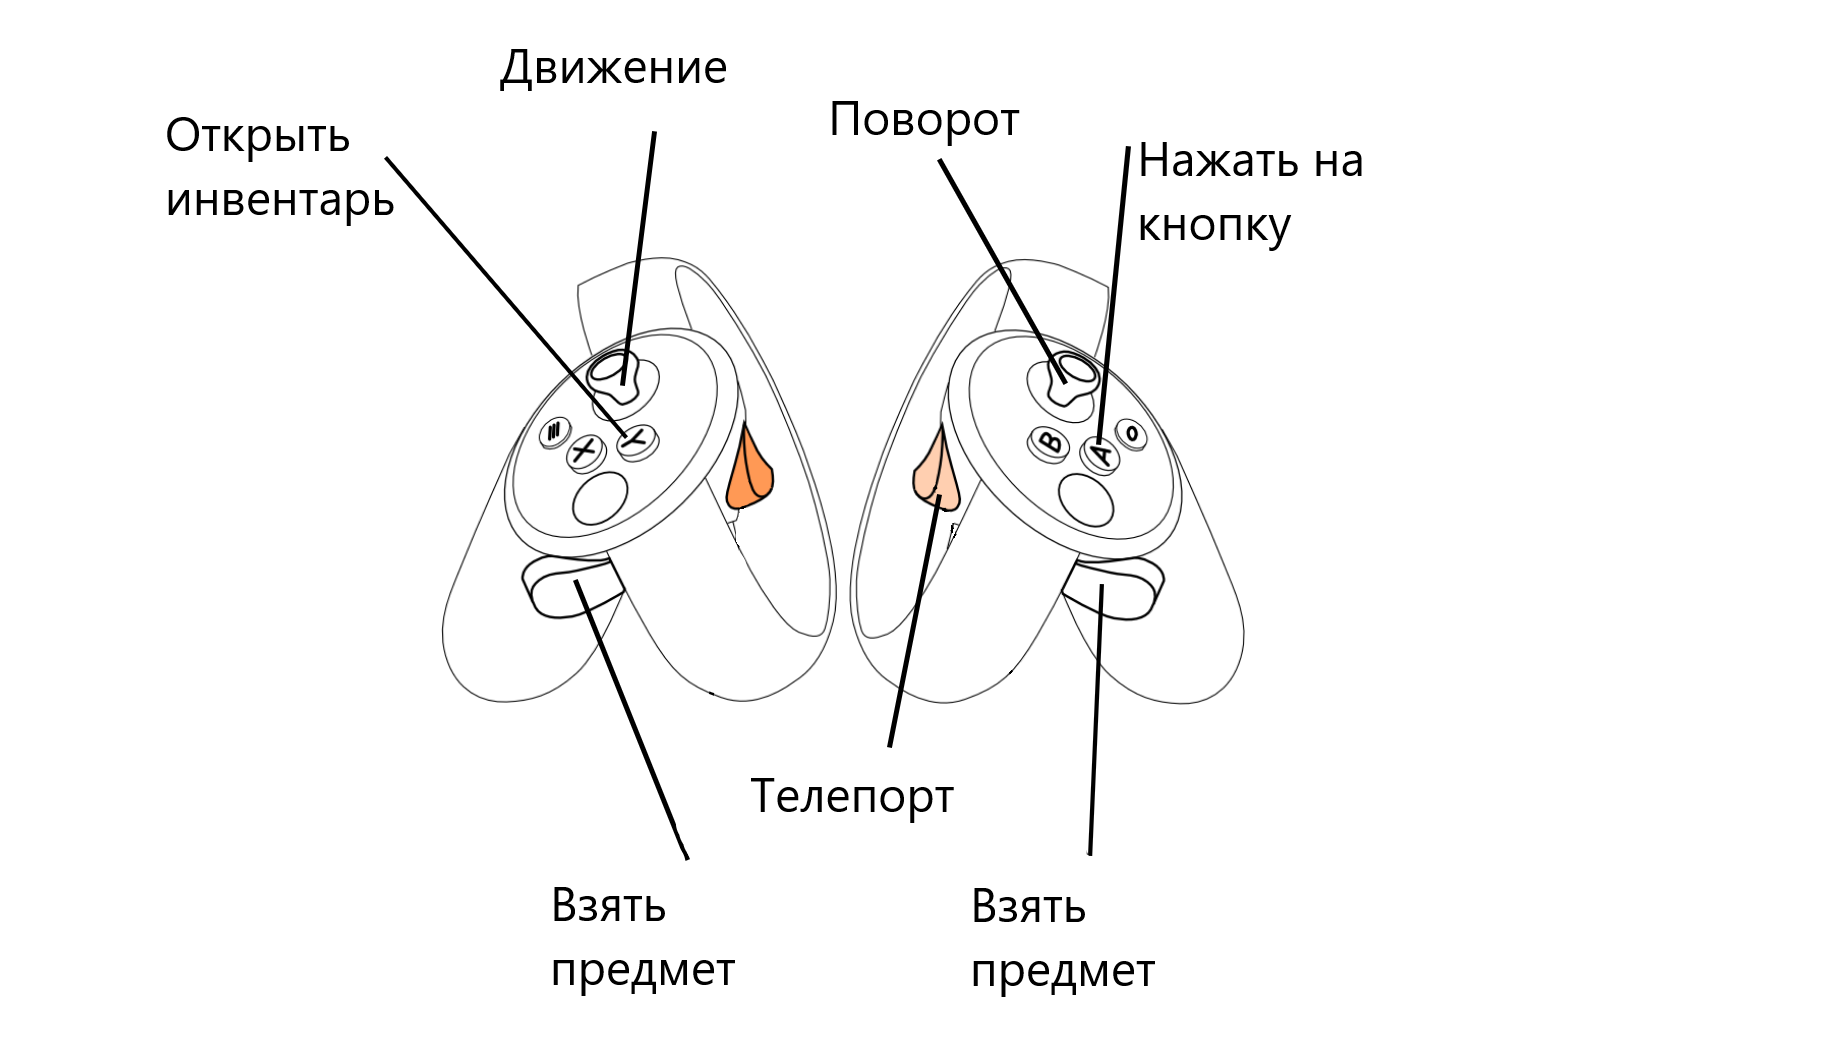 Движение
Открыть
инвентарь
Поворот
Нажать на
кнопку
X
Y
B
A
Телепорт
Взять
предмет
Взять
предмет